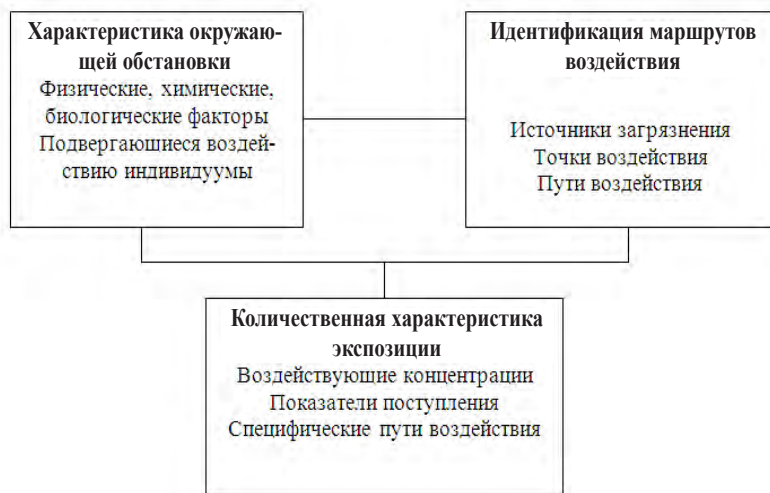 Характеристика окружаю-
щей обстановки
Физические, химические,
биологические факторы
Подвергающиеся воздей-
ствию индивидуумы
Идентификация маршрутов
воздействия
Источники загрязнения
Точки воздействия
Пути воздействия
Количественная характеристика
экспозиции
Воздействующие концентрации
Показатели поступления
Специфические пути воздействия